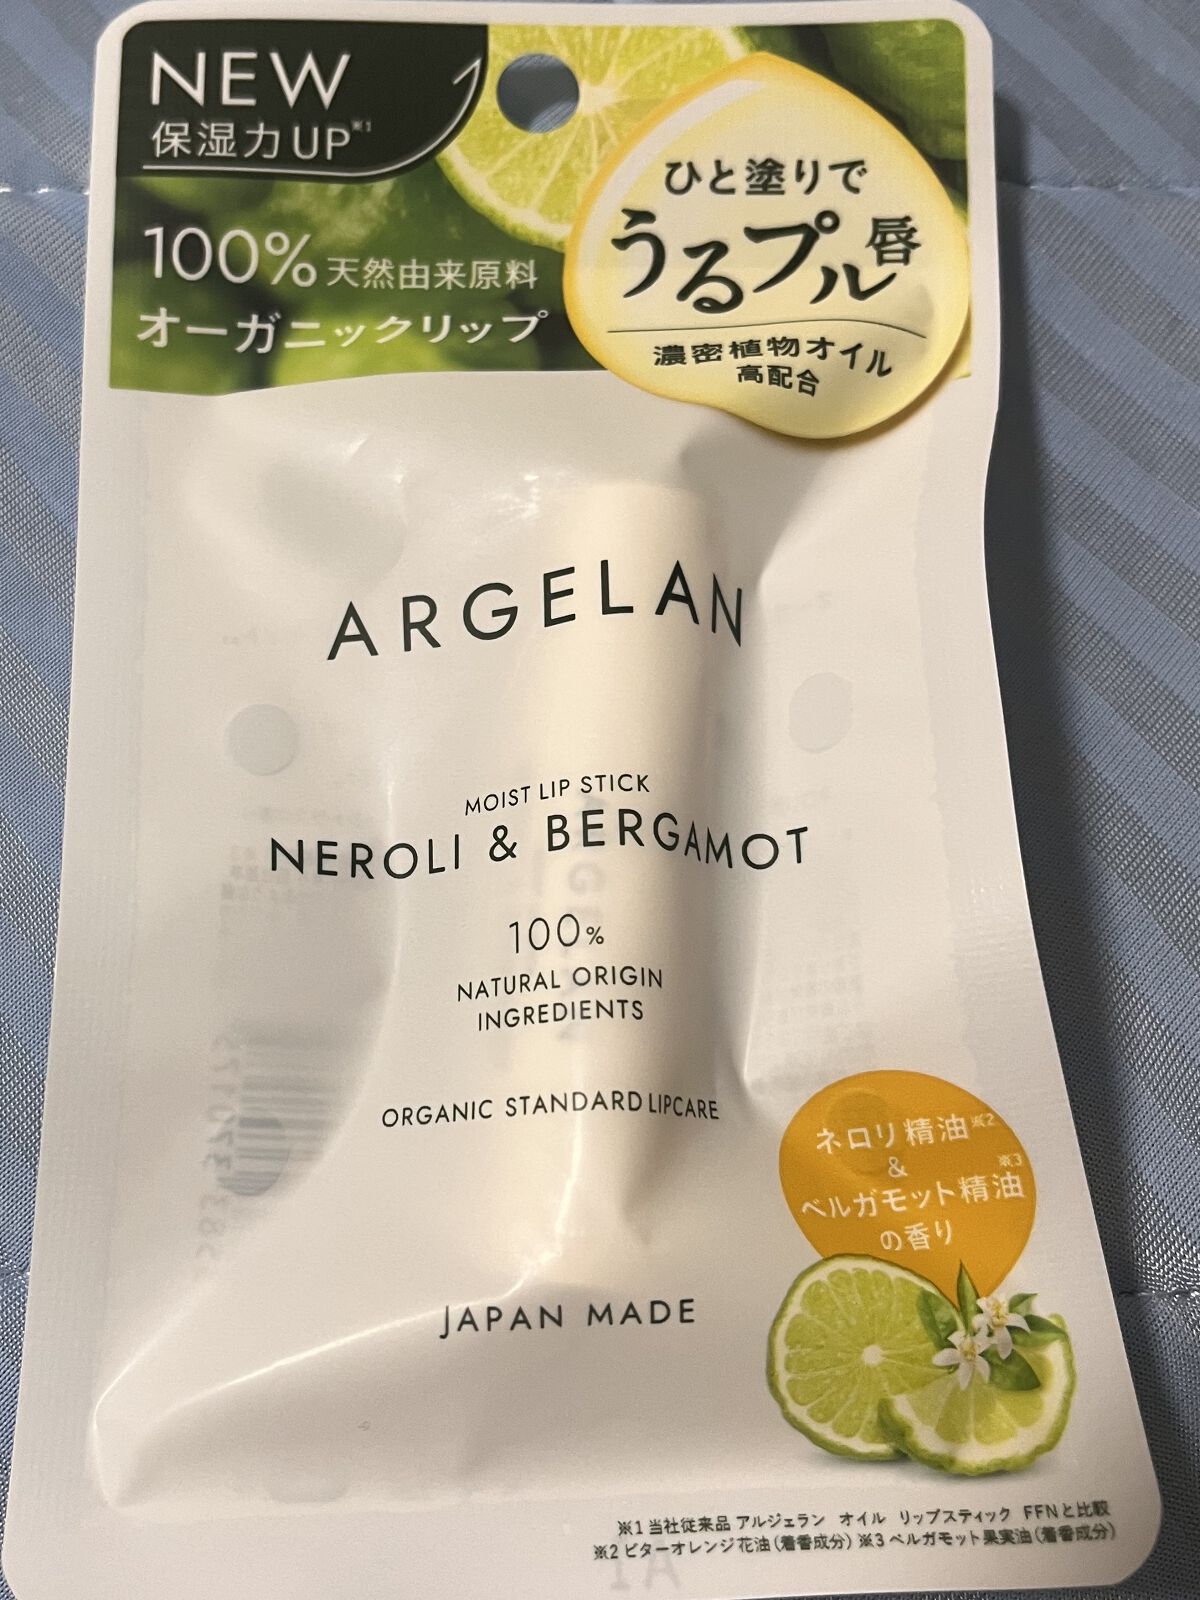 NEW
保湿力UP※1
100%天然由来原料
オーガニックリップ
ひと塗りで
うるプル唇
濃密植物オイル
高配合
ARGELAN
MOIST LIP STICK
NEROLI & BERGAMOT
100%
NATURAL ORIGIN
INGREDIENTS
ORGANIC STANDARD LIPCARE
JAPAN MADE
ネロリ精油※2
&
ベルガモット精油※3
の香り
※1 当社従来品 アルジェラン オイル リップスティック FFNと比較
※2 ビターオレンジ花油(着香成分) ※3 ベルガモット果実油(着香成分)